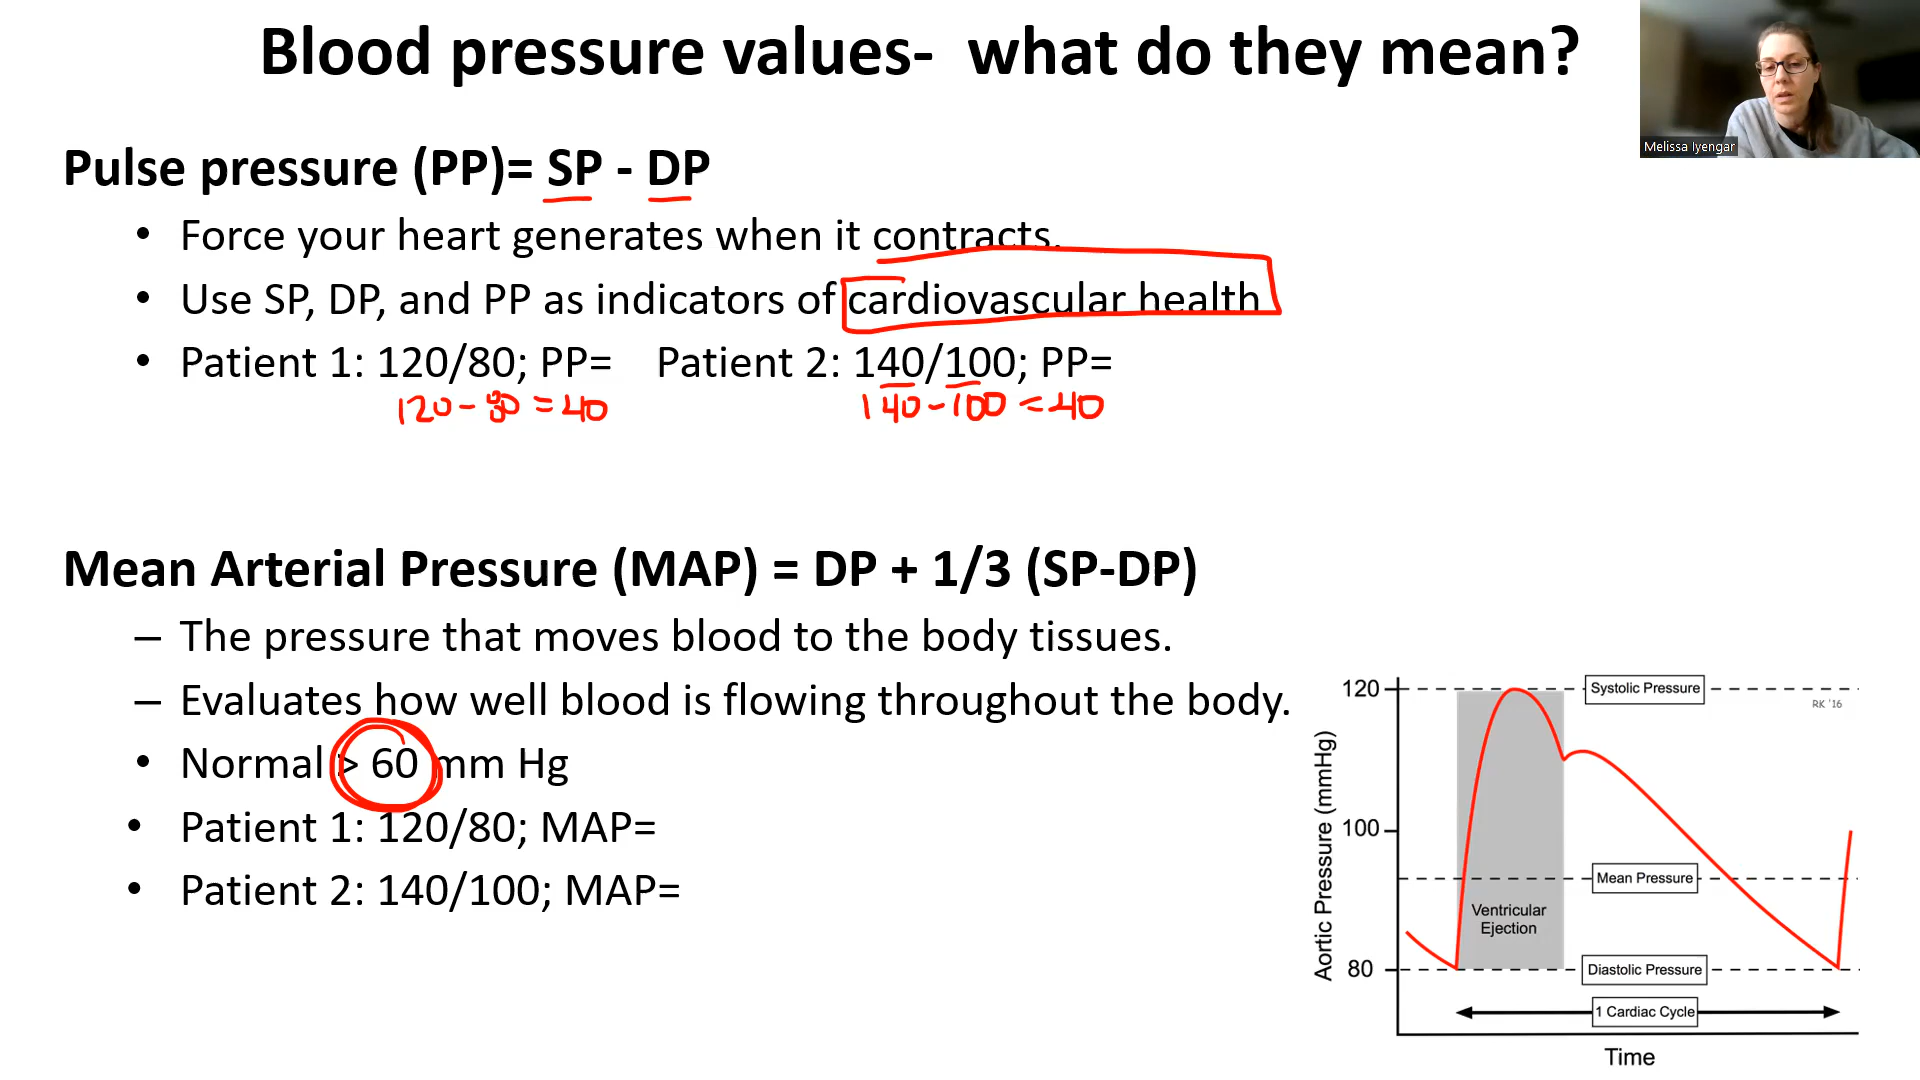 Blood pressure values-  what do they mean?
Melissa Iyengar
Pulse pressure (PP)= SP - DP
• Force your heart generates when it contracts.
• Use SP, DP, and PP as indicators of cardiovascular health
• Patient 1: 120/80; PP=    Patient 2: 140/100; PP=
120 - 80 = 40    140 - 100 = 40
Mean Arterial Pressure (MAP) = DP + 1/3 (SP-DP)
– The pressure that moves blood to the body tissues.
– Evaluates how well blood is flowing throughout the body.
• Normal > 60 mm Hg
• Patient 1: 120/80; MAP=
• Patient 2: 140/100; MAP=
Aortic Pressure (mmHg)
120
Systolic Pressure
RK '16
100
Mean Pressure
Ventricular
Ejection
80
Diastolic Pressure
1 Cardiac Cycle
Time